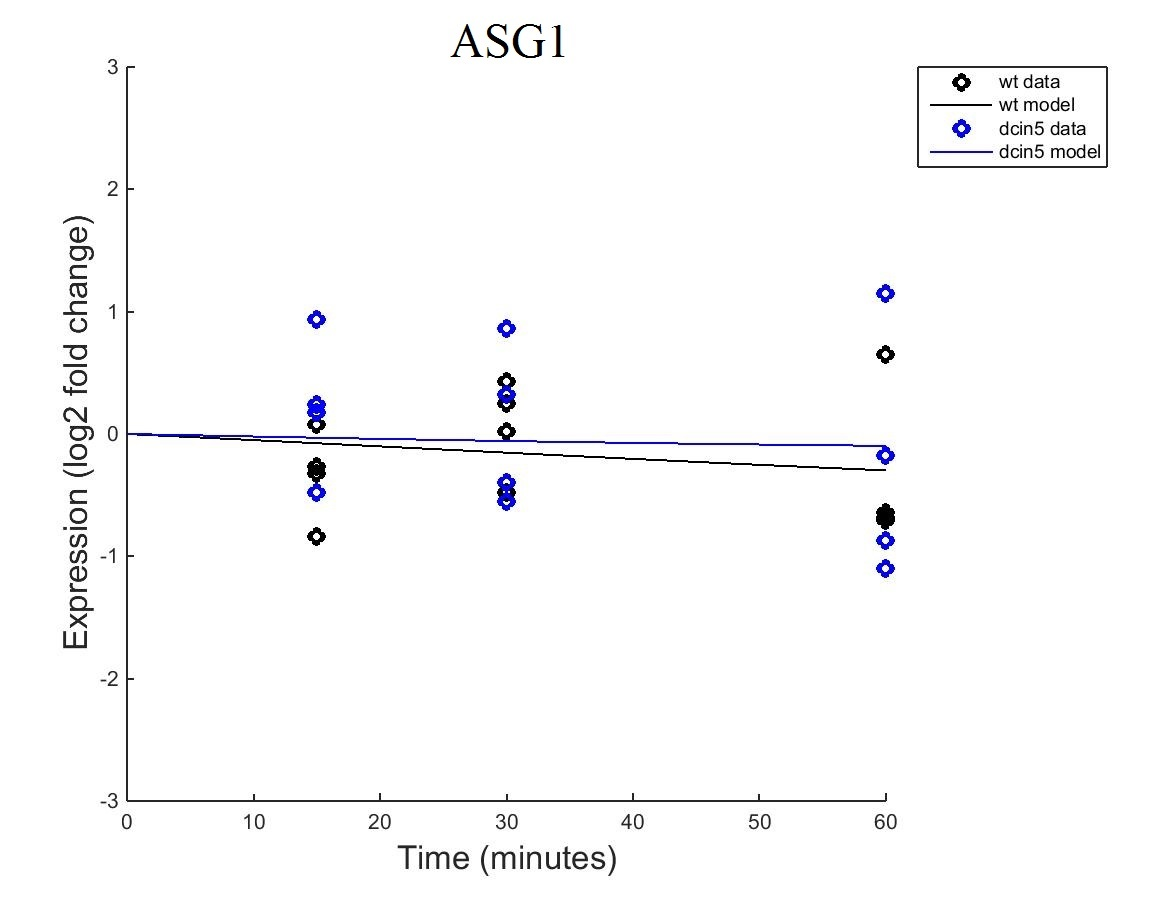 ASG1
3
2
1
0
-1
-2
-3
0 10 20 30 40 50 60
Expression (log2 fold change)
Time (minutes)
wt data
wt model
dcin5 data
dcin5 model